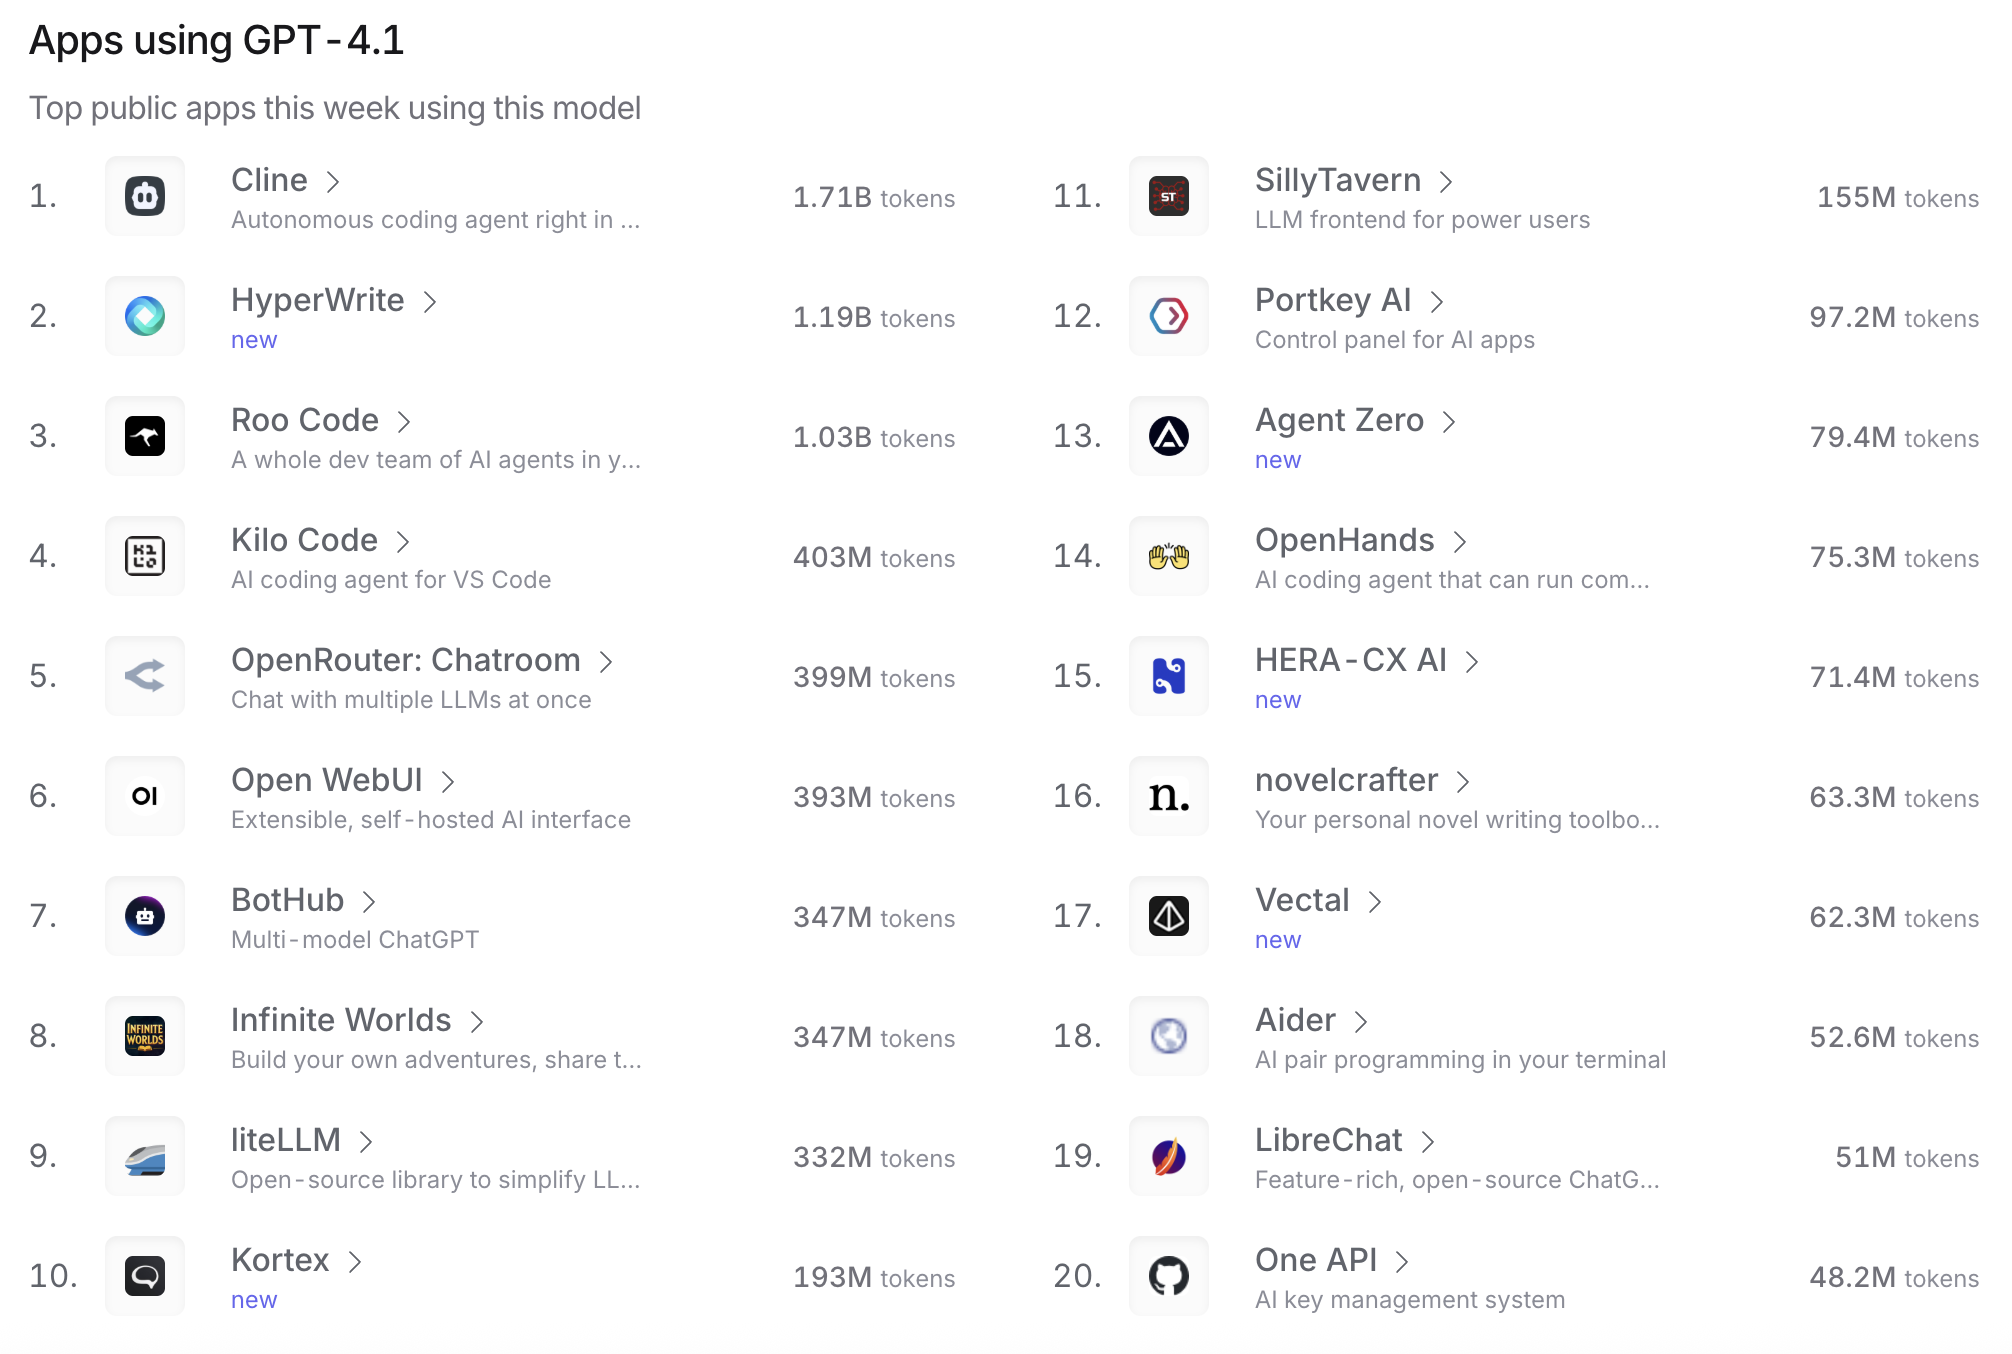 Apps using GPT-4.1
Top public apps this week using this model
1.
Cline
Autonomous coding agent right in ...
1.71B tokens
2.
HyperWrite
new
1.19B tokens
3.
Roo Code
A whole dev team of AI agents in y...
1.03B tokens
4.
KiLo
Kilo Code
AI coding agent for VS Code
403M tokens
5.
OpenRouter: Chatroom
Chat with multiple LLMs at once
399M tokens
6.
OI
Open WebUI
Extensible, self-hosted AI interface
393M tokens
7.
BotHub
Multi-model ChatGPT
347M tokens
8.
INFINITE
WORLDS
Infinite Worlds
Build your own adventures, share t...
347M tokens
9.
liteLLM
Open-source library to simplify LL...
332M tokens
10.
Kortex
new
193M tokens
11.
ST
SillyTavern
LLM frontend for power users
155M tokens
12.
Portkey AI
Control panel for AI apps
97.2M tokens
13.
Agent Zero
new
79.4M tokens
14.
OpenHands
AI coding agent that can run com...
75.3M tokens
15.
HERA-CX AI
new
71.4M tokens
16.
n.
novelcrafter
Your personal novel writing toolbo...
63.3M tokens
17.
Vectal
new
62.3M tokens
18.
Aider
AI pair programming in your terminal
52.6M tokens
19.
LibreChat
Feature-rich, open-source ChatG...
51M tokens
20.
One API
AI key management system
48.2M tokens